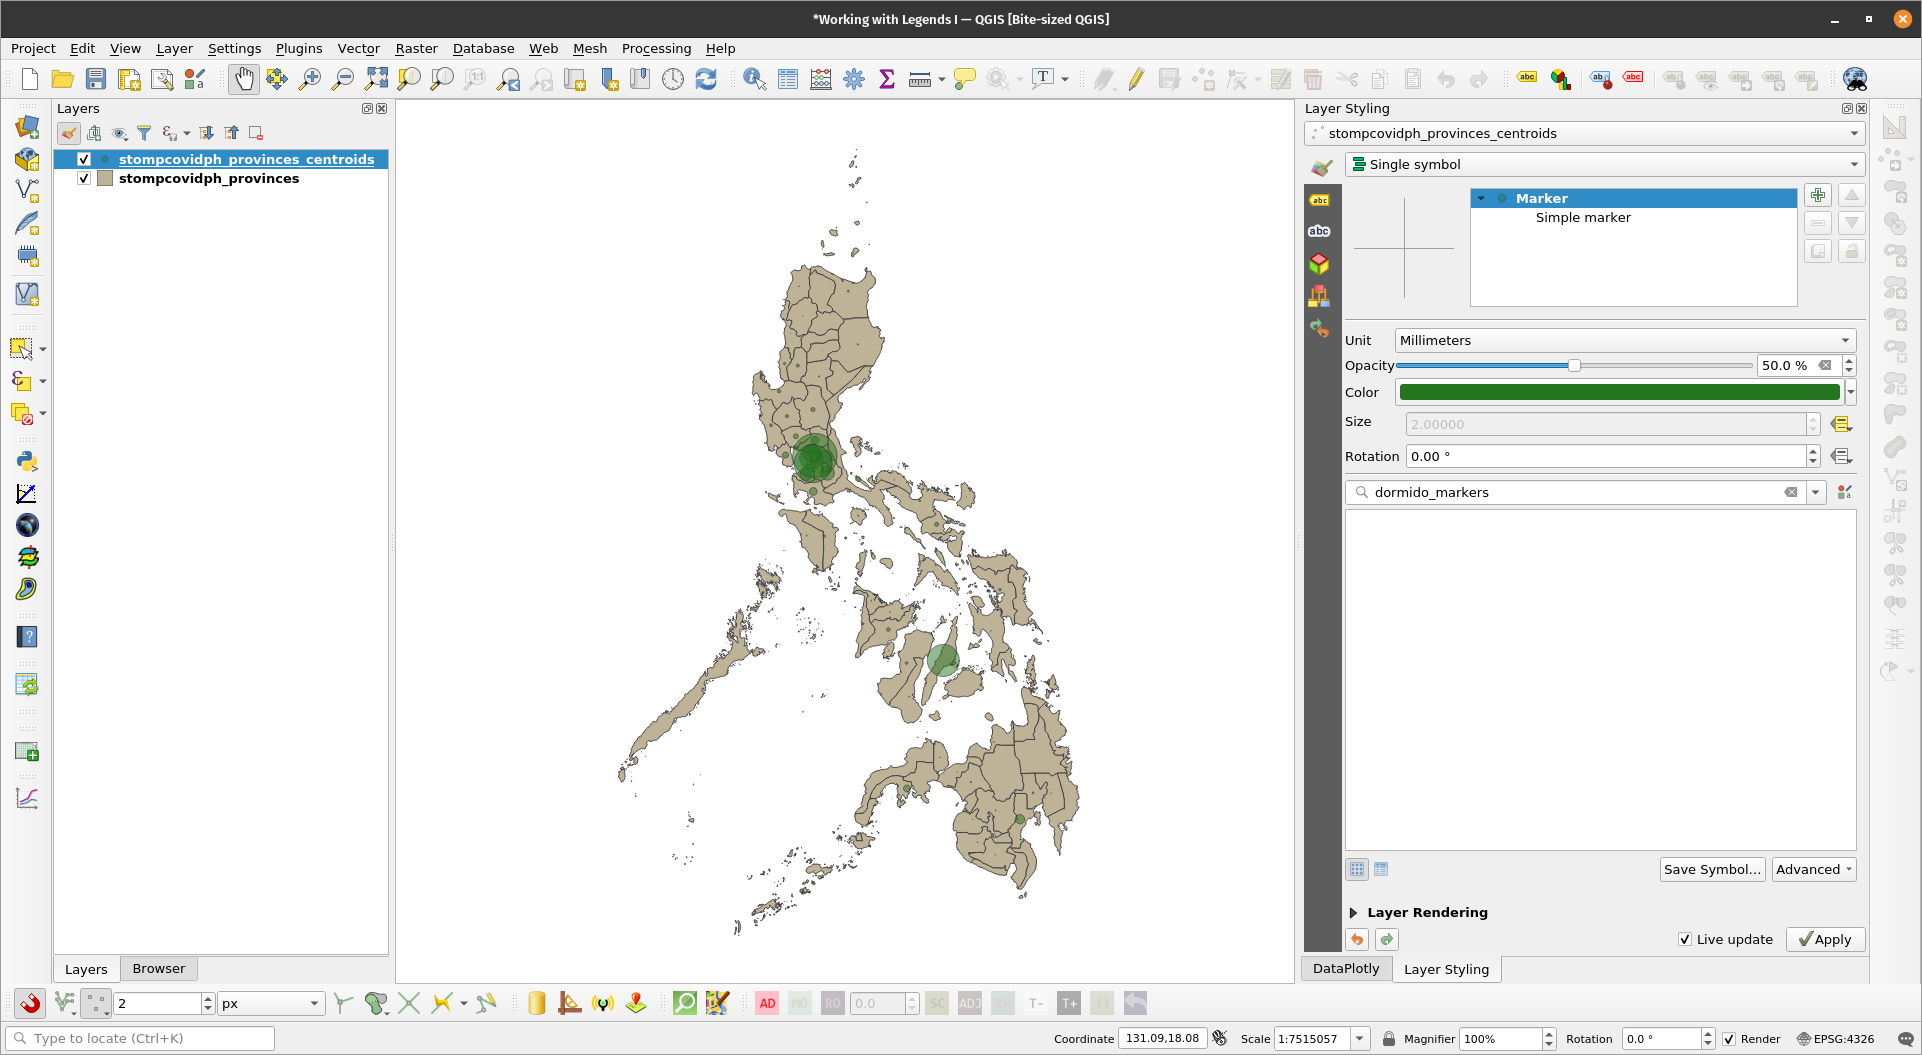 *Working with Legends I — QGIS [Bite-sized QGIS]
Project Edit View Layer Settings Plugins Vector Raster Database Web Mesh Processing Help
Layers
stompcovidph_provinces_centroids
stompcovidph_provinces
Layers Browser
Layer Styling
stompcovidph_provinces_centroids
Single symbol
Marker
Simple marker
Unit Millimeters
Opacity 50.0 %
Color
Size 2.00000
Rotation 0.00 °
dormido_markers
Save Symbol... Advanced
Layer Rendering
Live update Apply
DataPlotly Layer Styling
2 px AD MO RO 0.0 SC ADJ T- T+
Type to locate (Ctrl+K) Coordinate 131.09,18.08 Scale 1:7515057 Magnifier 100% Rotation 0.0 ° Render EPSG:4326